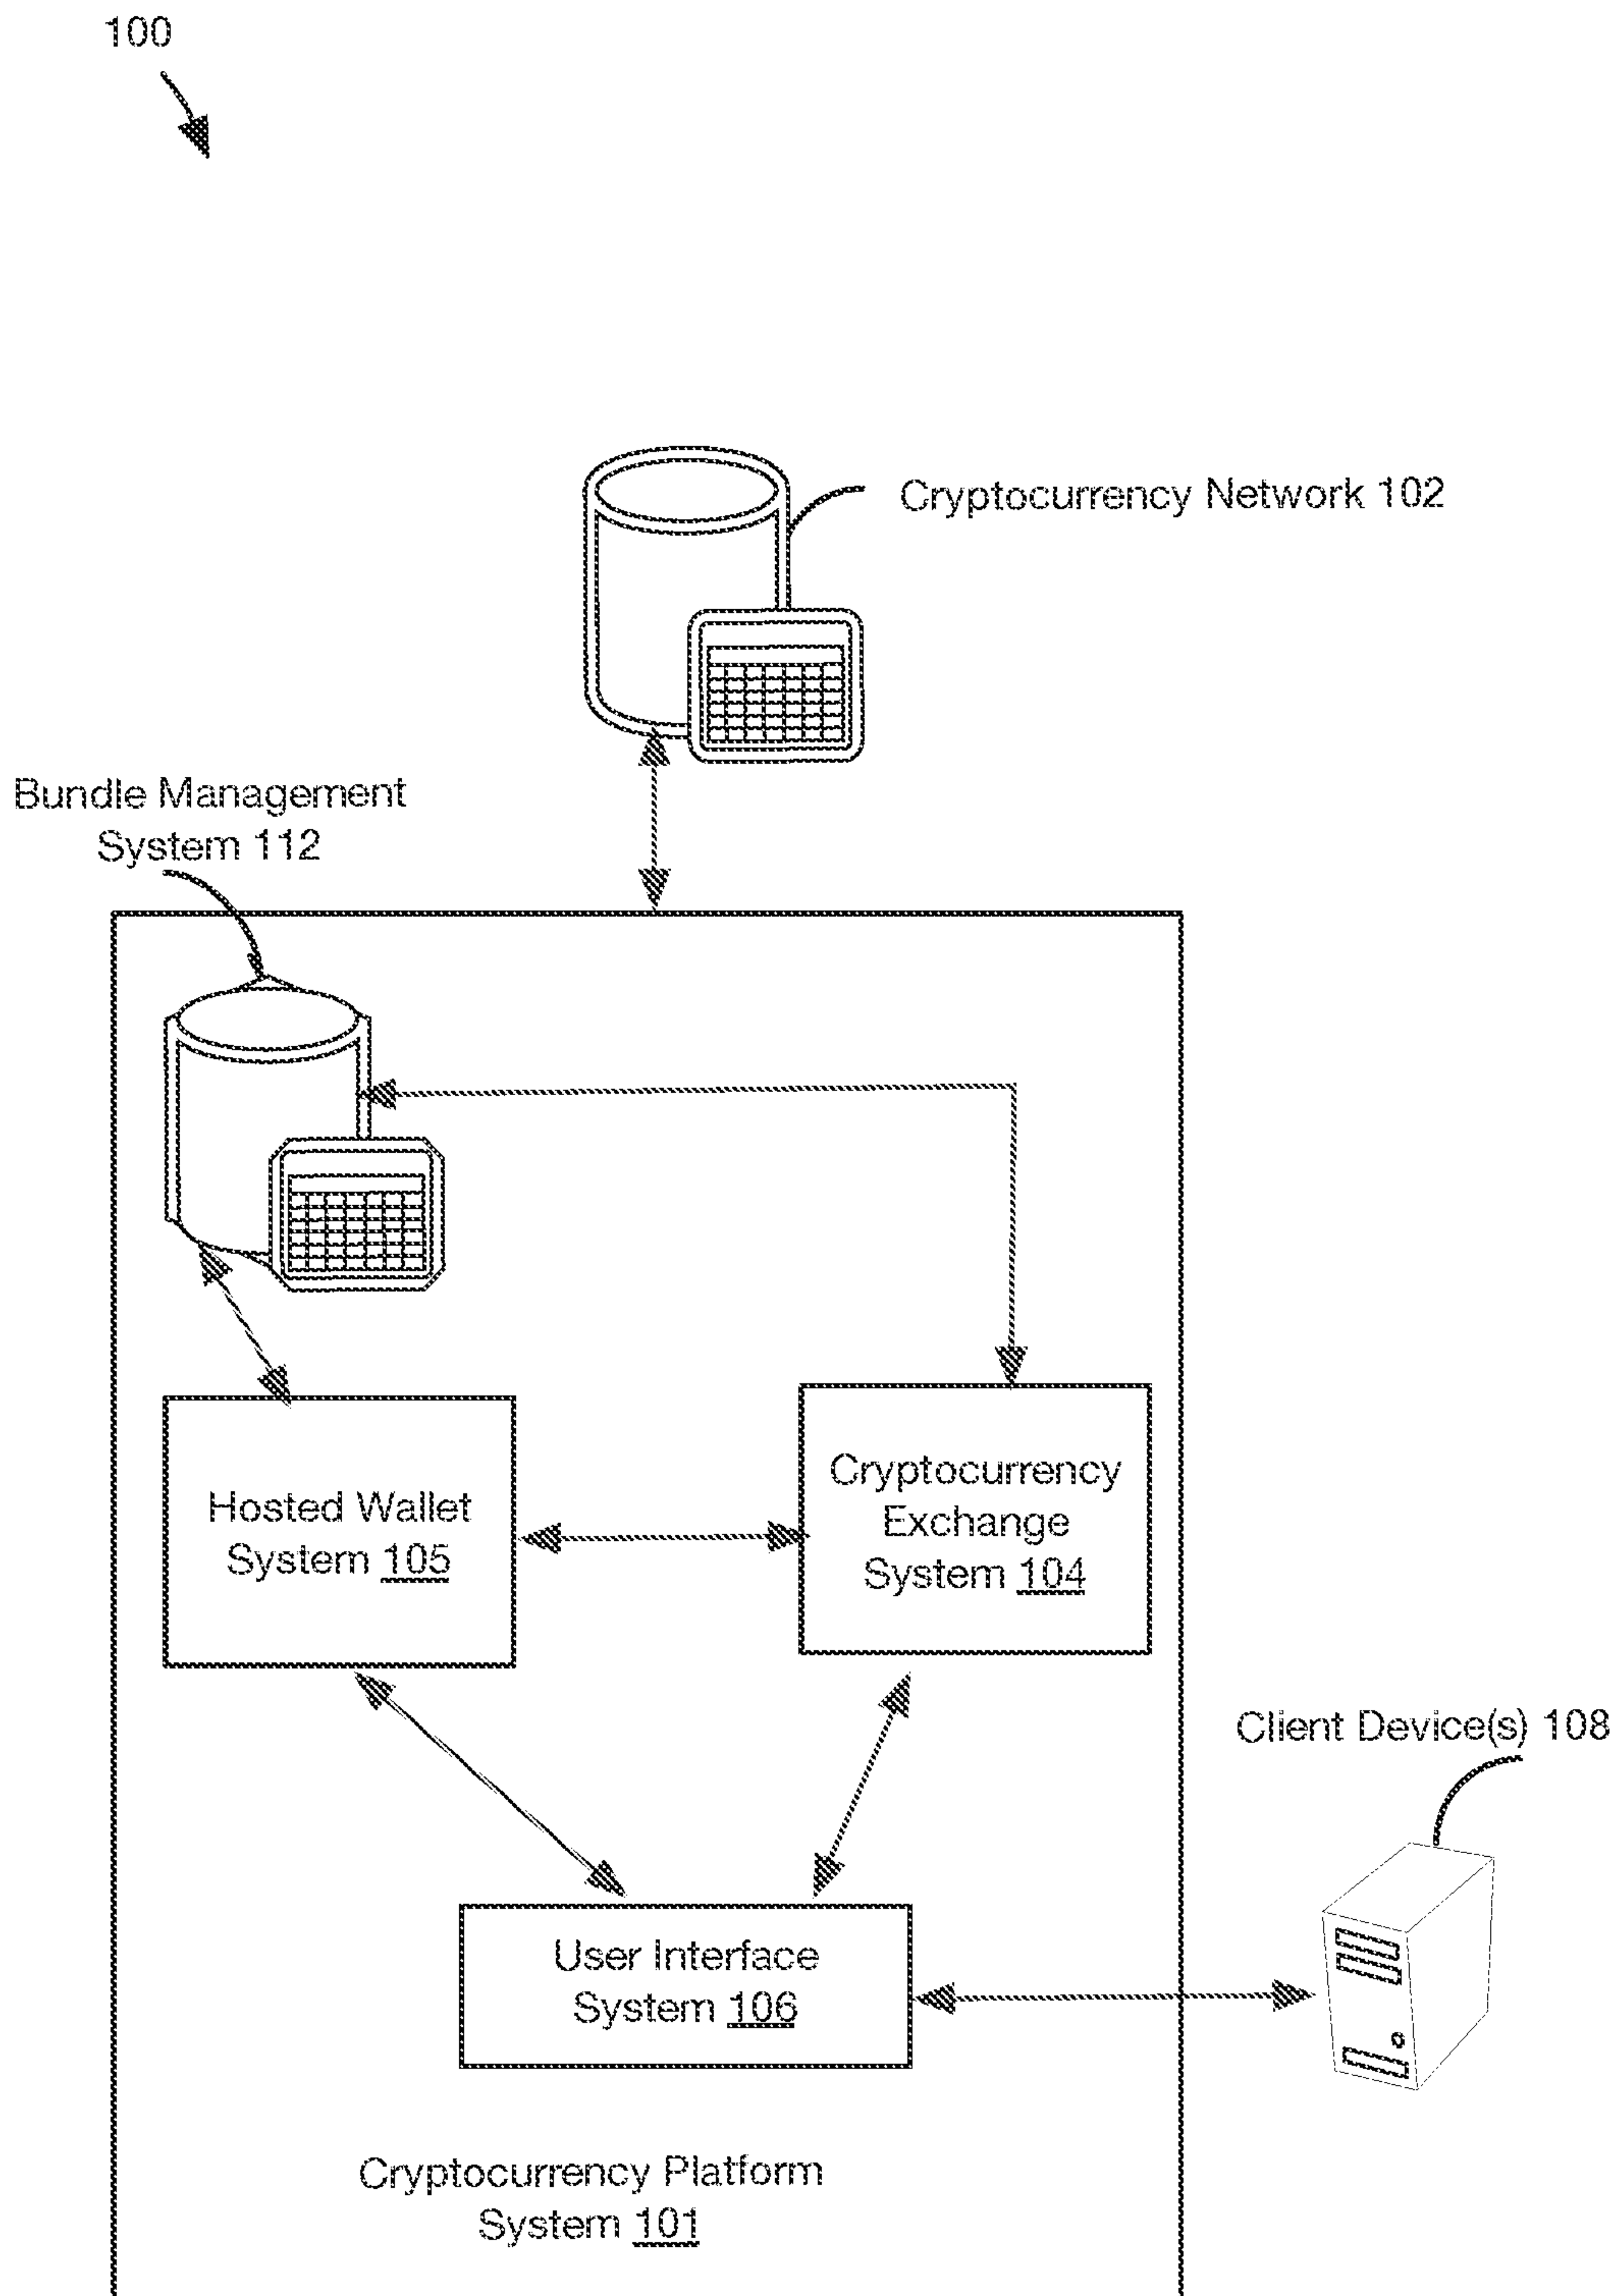 100
Cryptocurrency Network 102
Bundle Management
System 112
Hosted Wallet
System 105
Cryptocurrency
Exchange
System 104
Client Device(s) 108
User Interface
System 106
Cryptocurrency Platform
System 101